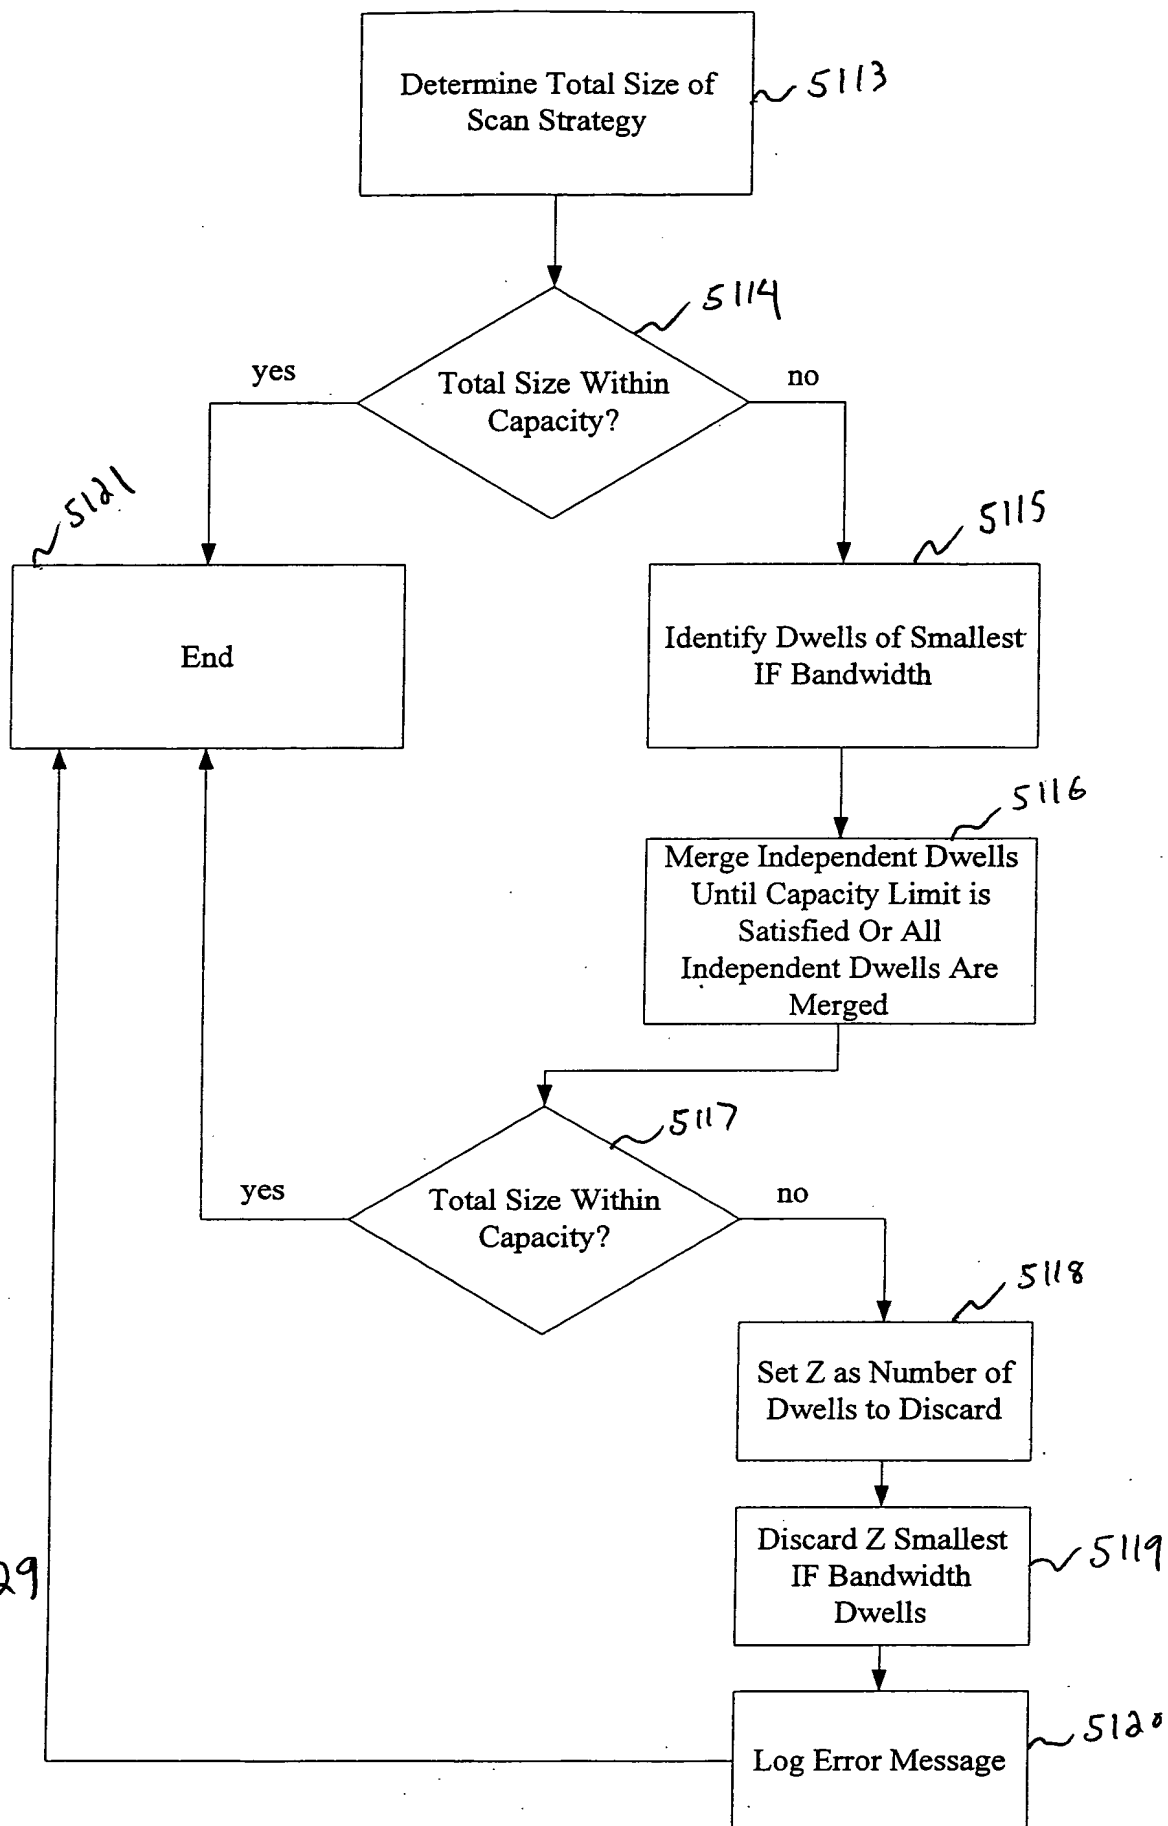 Determine Total Size of
Scan Strategy
5113
5114
yes
Total Size Within
Capacity?
no
5121
5115
End
Identify Dwells of Smallest
IF Bandwidth
5116
Merge Independent Dwells
Until Capacity Limit is
Satisfied Or All
Independent Dwells Are
Merged
5117
yes
Total Size Within
Capacity?
no
5118
Set Z as Number of
Dwells to Discard
Discard Z Smallest
IF Bandwidth
Dwells
5119
29
5120
Log Error Message